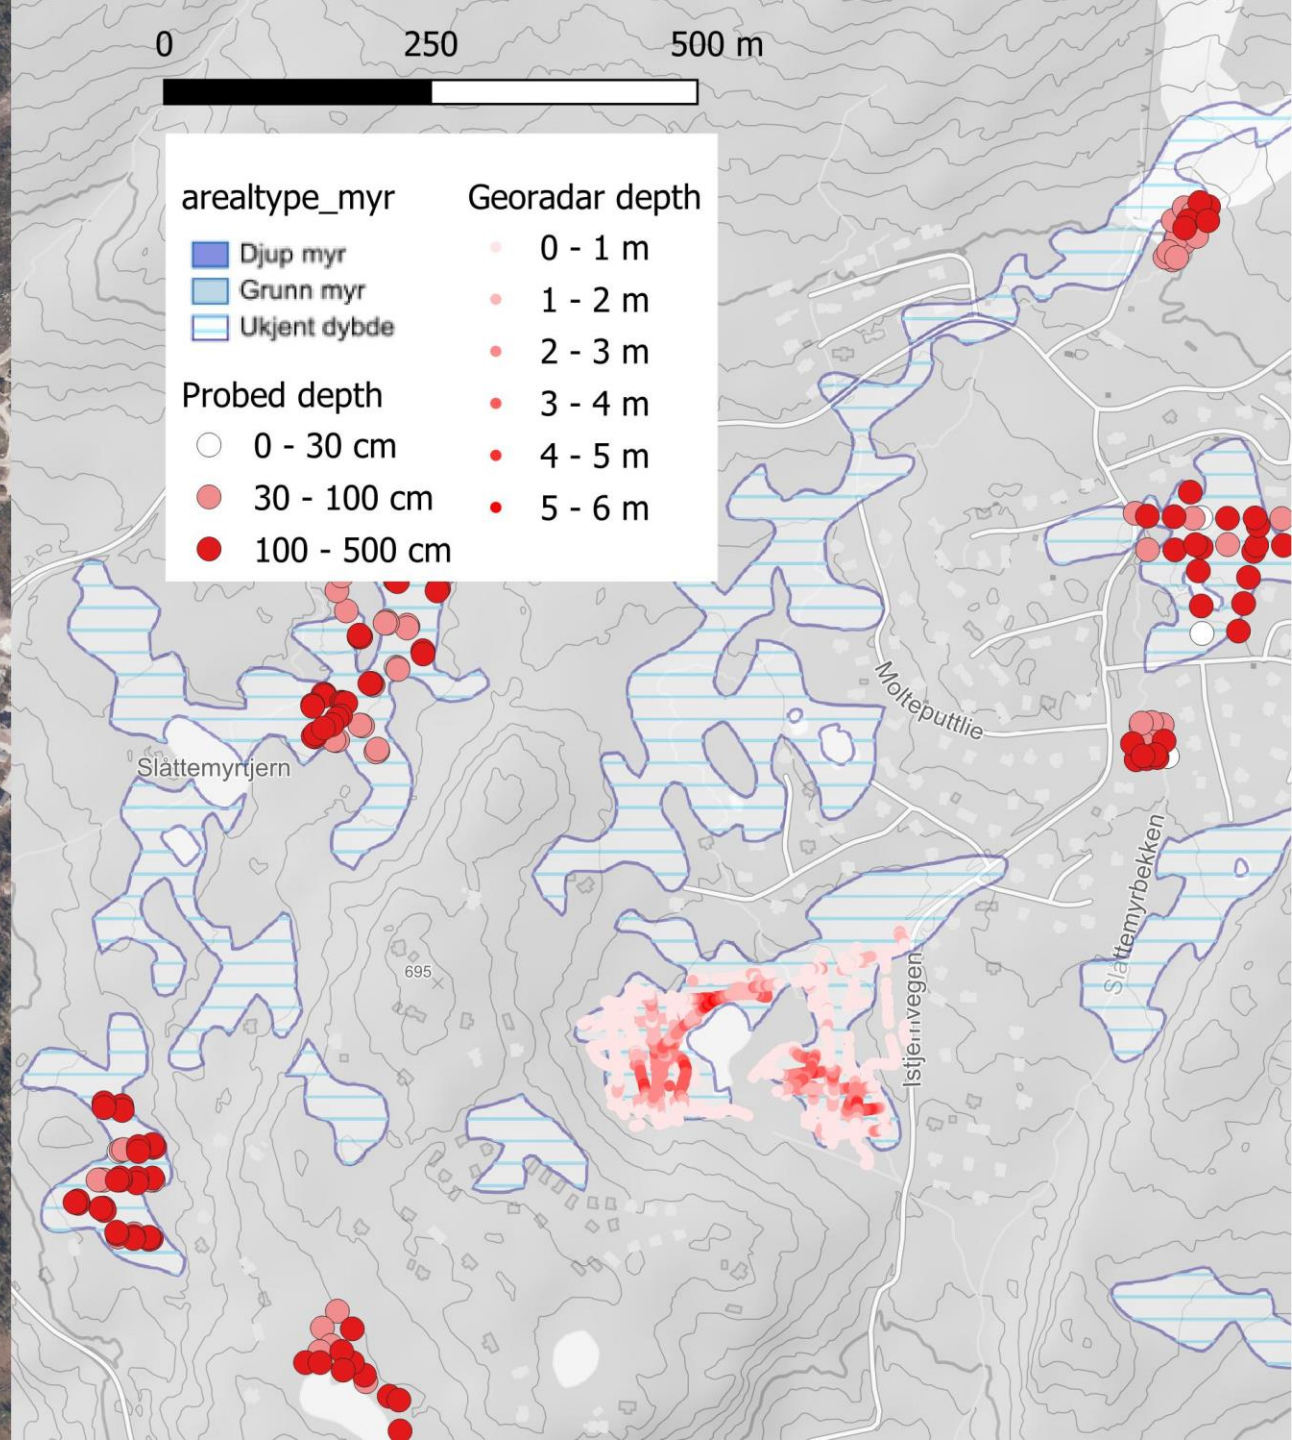 0 250 500 m
arealtype_myr
Djup myr
Grunn myr
Ukjent dybde
Probed depth
0 - 30 cm
30 - 100 cm
100 - 500 cm
Georadar depth
0 - 1 m
1 - 2 m
2 - 3 m
3 - 4 m
4 - 5 m
5 - 6 m
Molteputtlie
Slåttemyrtjern
Slåttemyrbekken
695
Istjernvegen